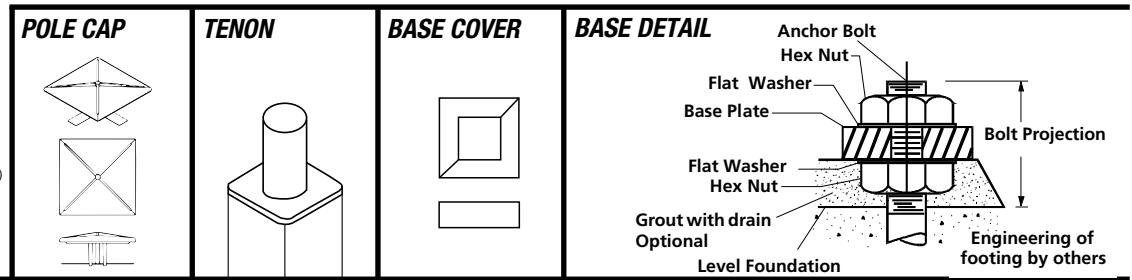 POLE CAP
TENON
BASE COVER
BASE DETAIL
Anchor Bolt
Hex Nut
Flat Washer
Base Plate
Bolt Projection
Flat Washer
Hex Nut
Grout with drain
Optional
Level Foundation
Engineering of
footing by others
)